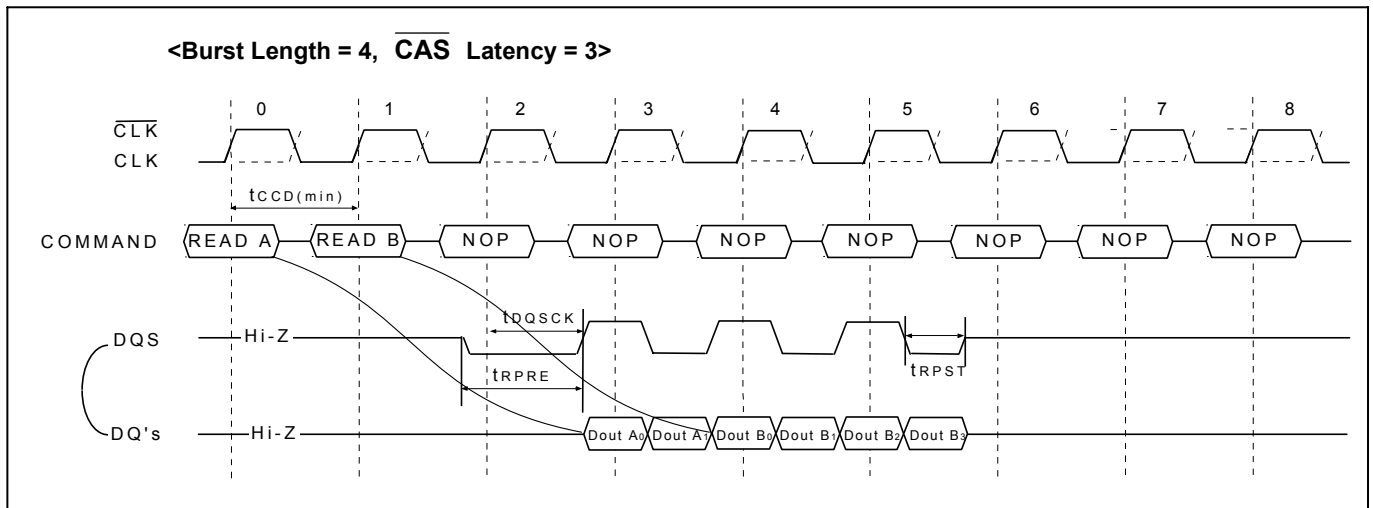 <Burst Length = 4, CAS Latency = 3>
0 1 2 3 4 5 6 7 8
CLK
CLK
tCCD(min)
COMMAND READ A READ B NOP NOP NOP NOP NOP NOP NOP
tDQSCK
DQS Hi-Z
tRPRE tRPST
DQ's Hi-Z Dout A0 Dout A1 Dout B0 Dout B1 Dout B2 Dout B3